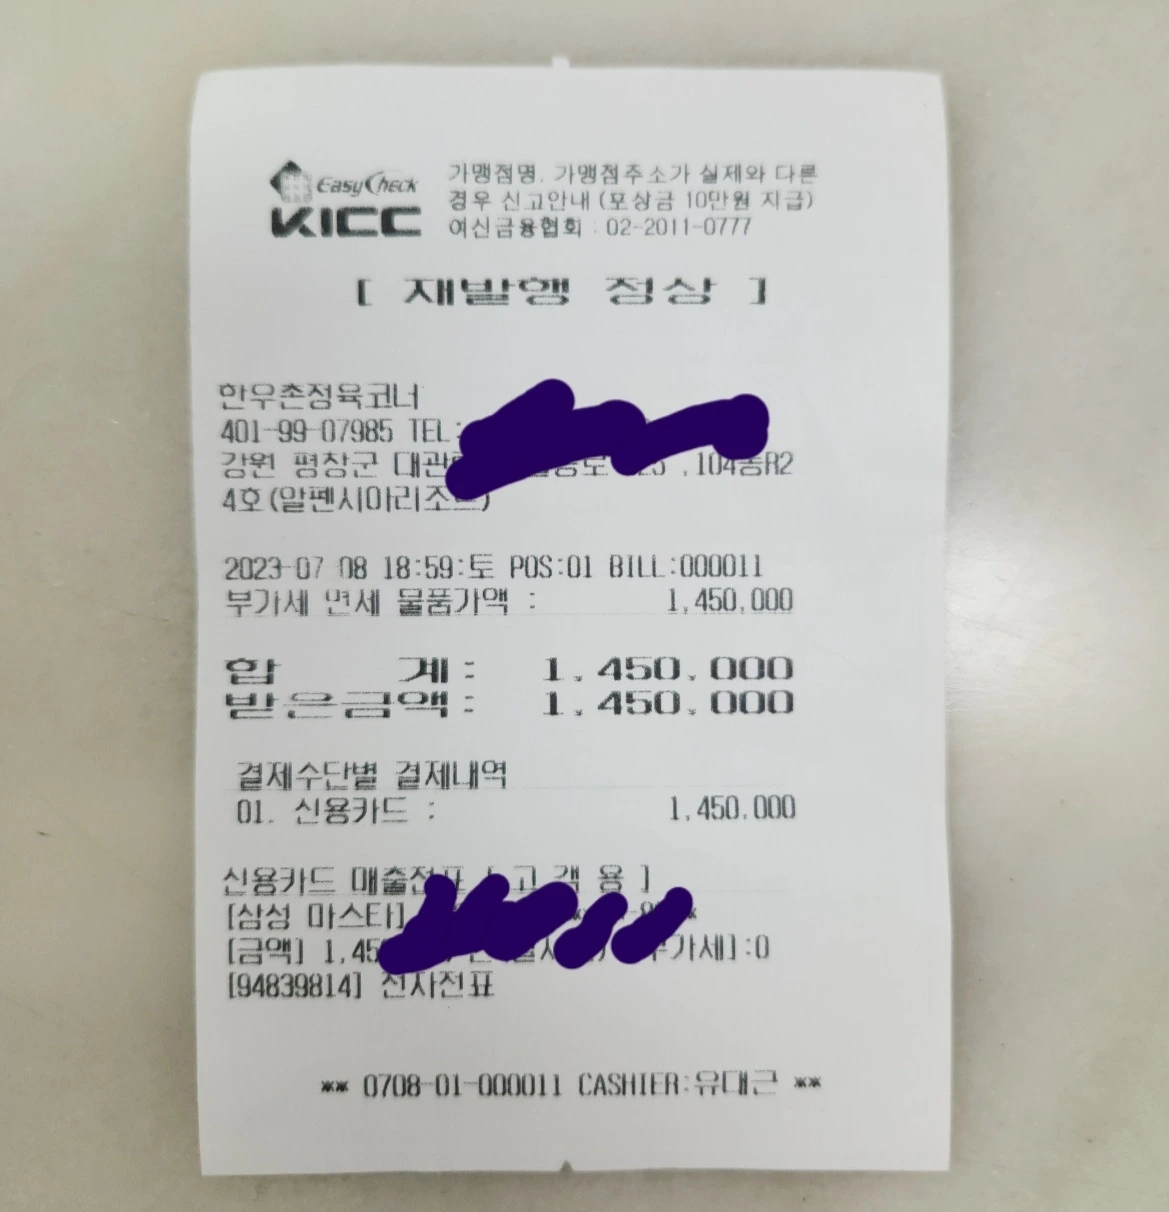 EasyCheck
KICC
가맹점명, 가맹점주소가 실제와 다른
경우 신고안내 (포상금 10만원 지급)
여신금융협회 : 02-2011-0777
[ 재발행 정상 ]
한우촌정육코너
401-99-07985 TEL:
강원 평창군 104동R2
4호(알펜시아리조트)
2023-07-08 18:59:토 POS:01 BILL:000011
부가세 면세 물품가액 : 1,450,000
합 계: 1,450,000
받은금액: 1,450,000
결제수단별 결제내역
01. 신용카드 : 1,450,000
신용카드 매출전표 [ 고 객 용 ]
[삼성 마스타]
[금액] 부가세]:0
[94839814] 전자전표
** 0708-01-000011 CASHIER:유대근 **